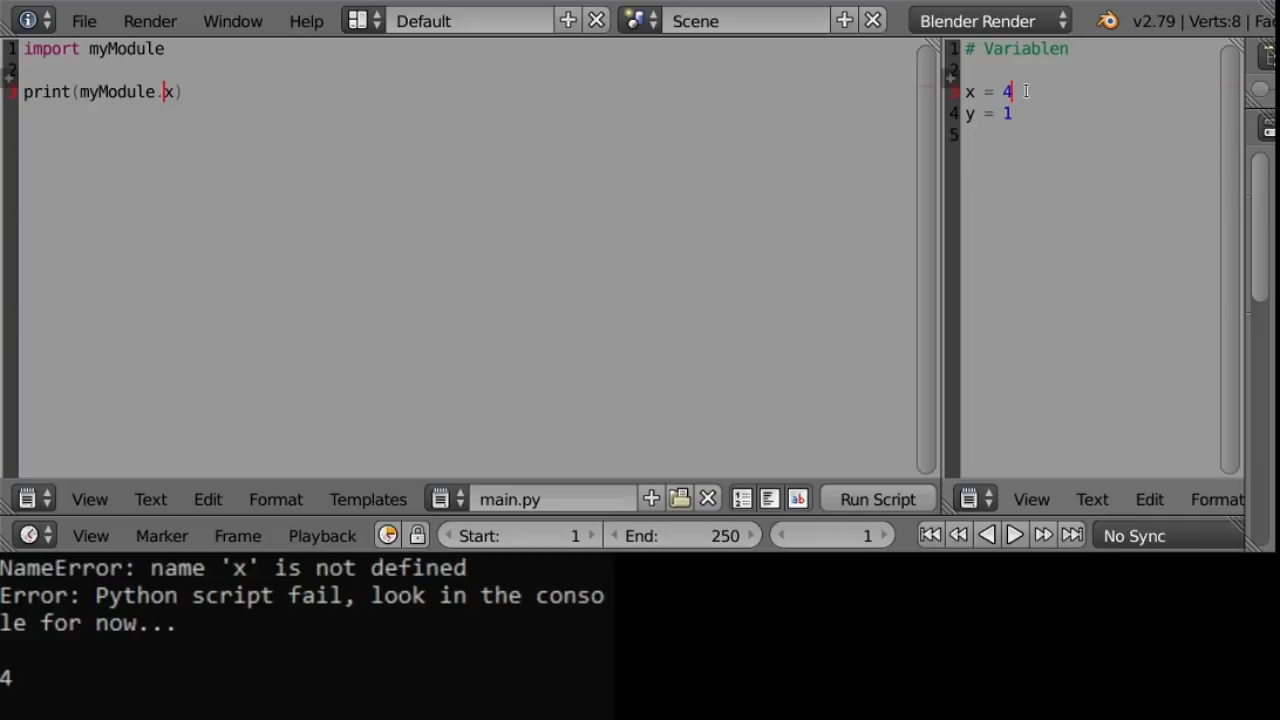 File Render Window Help Default Scene Blender Render v2.79 | Verts:8 |
1 import myModule
2
3 print(myModule.x)
1 # Variablen
2
3 x = 4
4 y = 1
5
View Text Edit Format Templates main.py Run Script
View Text Edit Format
View Marker Frame Playback Start: 1 End: 250 1 No Sync
NameError: name 'x' is not defined
Error: Python script fail, look in the conso
le for now...
4